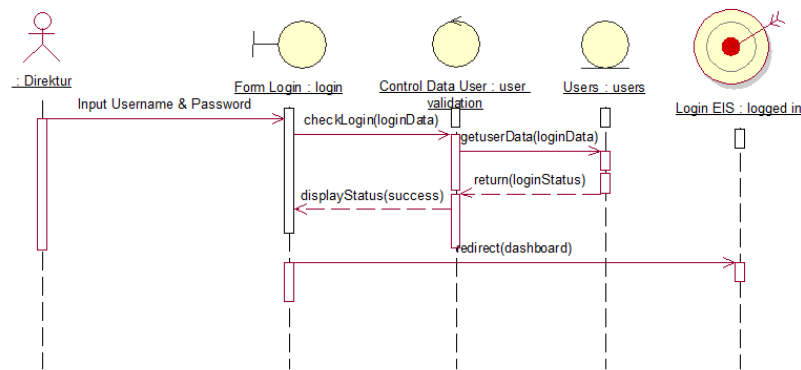 : Direktur
Form Login : login
Control Data User : user
validation
Users : users
Login EIS : logged in
Input Username & Password
checkLogin(loginData)
getuserData(loginData)
return(loginStatus)
displayStatus(success)
redirect(dashboard)